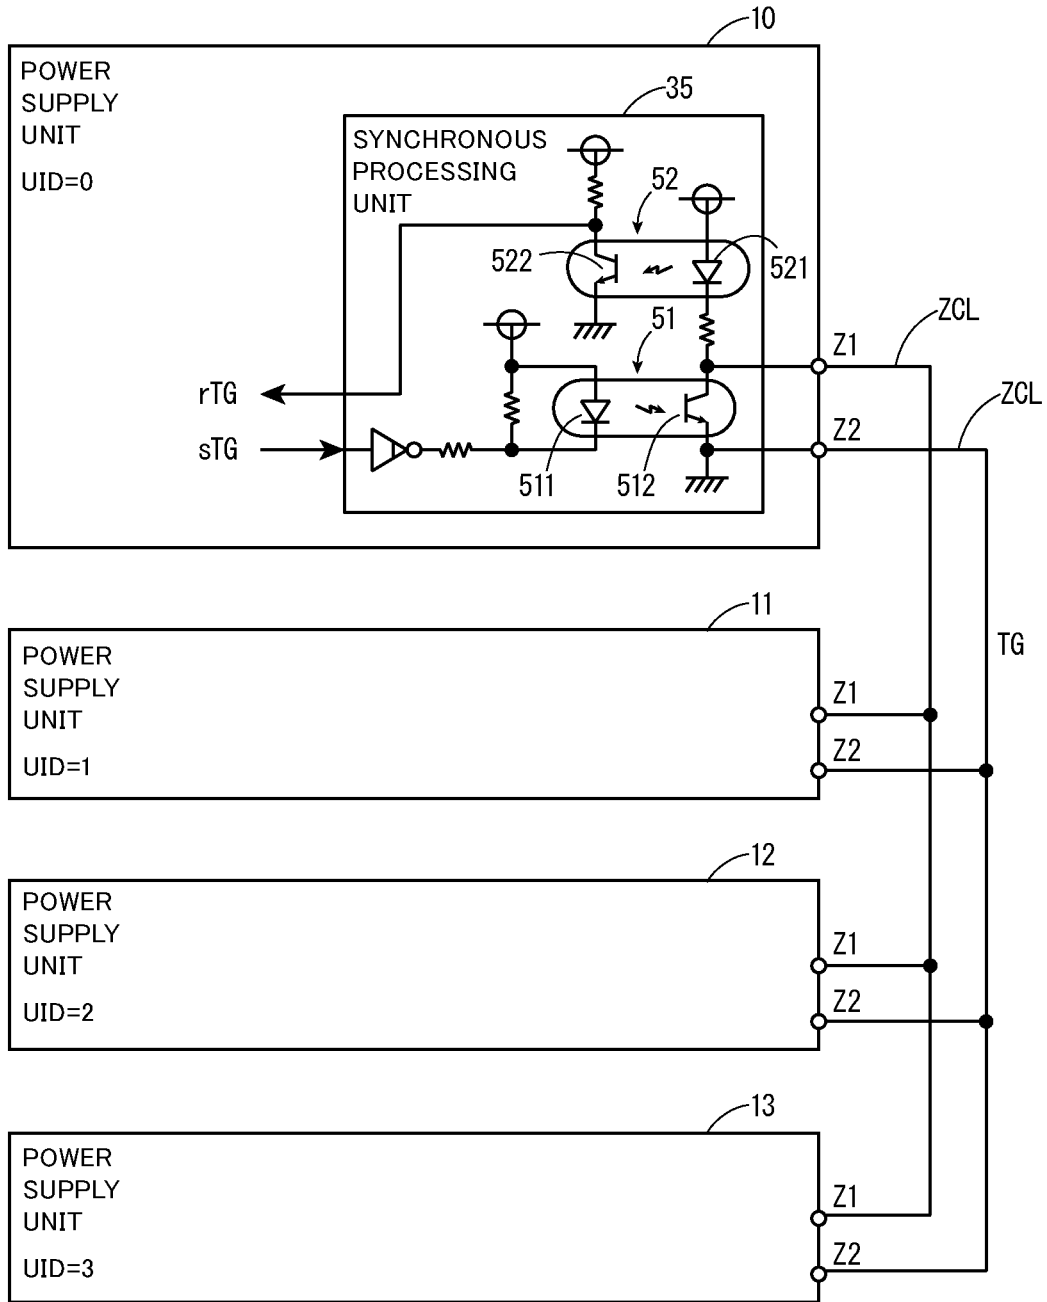 10
POWER
SUPPLY
UNIT
UID=0
35
SYNCHRONOUS
PROCESSING
UNIT
52
522
521
51
ZCL
Z1
rTG
ZCL
Z2
sTG
511
512
11
POWER
SUPPLY
UNIT
UID=1
TG
Z1
Z2
12
POWER
SUPPLY
UNIT
UID=2
Z1
Z2
13
POWER
SUPPLY
UNIT
UID=3
Z1
Z2